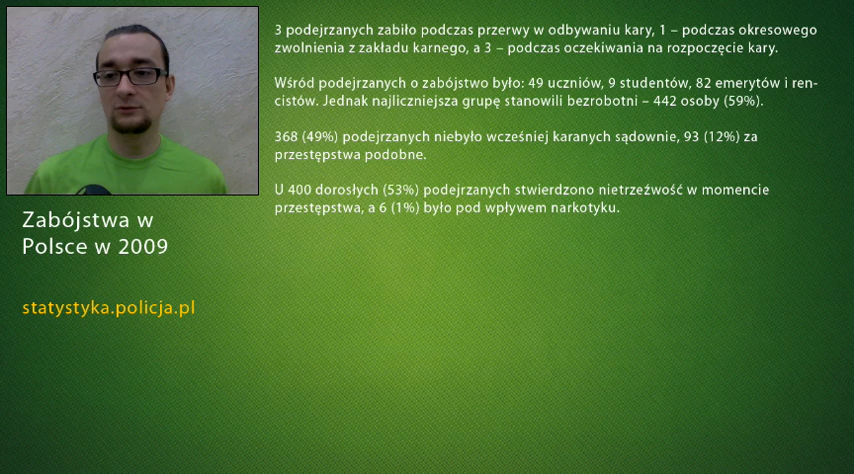 3 podejrzanych zabiło podczas przerwy w odbywaniu kary, 1 – podczas okresowego
zwolnienia z zakładu karnego, a 3 – podczas oczekiwania na rozpoczęcie kary.
Wśród podejrzanych o zabójstwo było: 49 uczniów, 9 studentów, 82 emerytów i ren-
cistów. Jednak najliczniejsza grupę stanowili bezrobotni – 442 osoby (59%).
368 (49%) podejrzanych niebyło wcześniej karanych sądownie, 93 (12%) za
przestępstwa podobne.
U 400 dorosłych (53%) podejrzanych stwierdzono nietrzeźwość w momencie
przestępstwa, a 6 (1%) było pod wpływem narkotyku.
Zabójstwa w
Polsce w 2009
statystyka.policja.pl